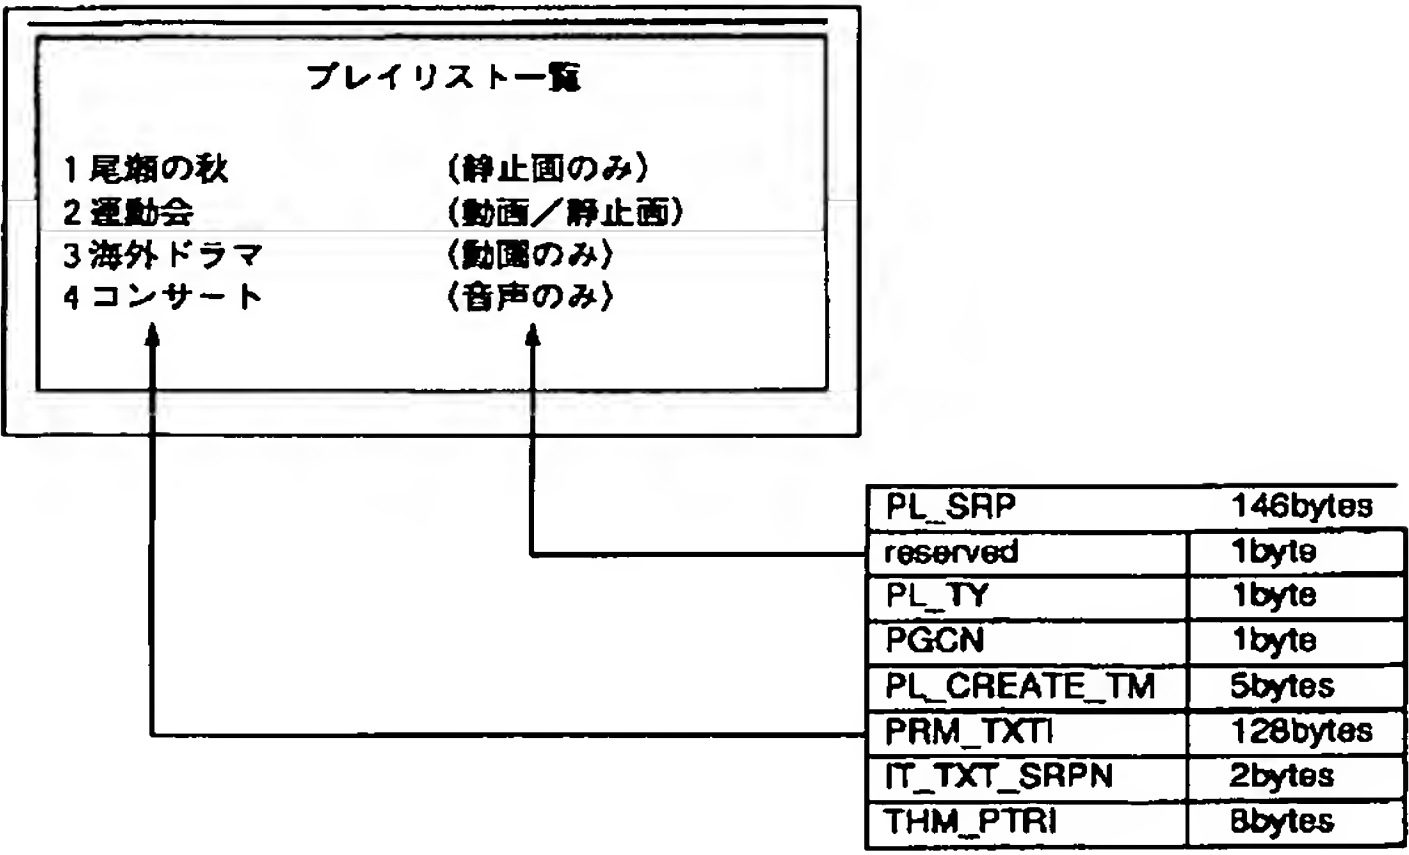 プレイリスト一覧
1 尾瀬の秋 (静止画のみ)
2 運動会 (動画／静止画)
3 海外ドラマ (動画のみ)
4 コンサート (音声のみ)
PL_SRP 146bytes
reserved 1byte
PL_TY 1byte
PGCN 1byte
PL_CREATE_TM 5bytes
PRM_TXTI 128bytes
IT_TXT_SRPN 2bytes
THM_PTRI 8bytes